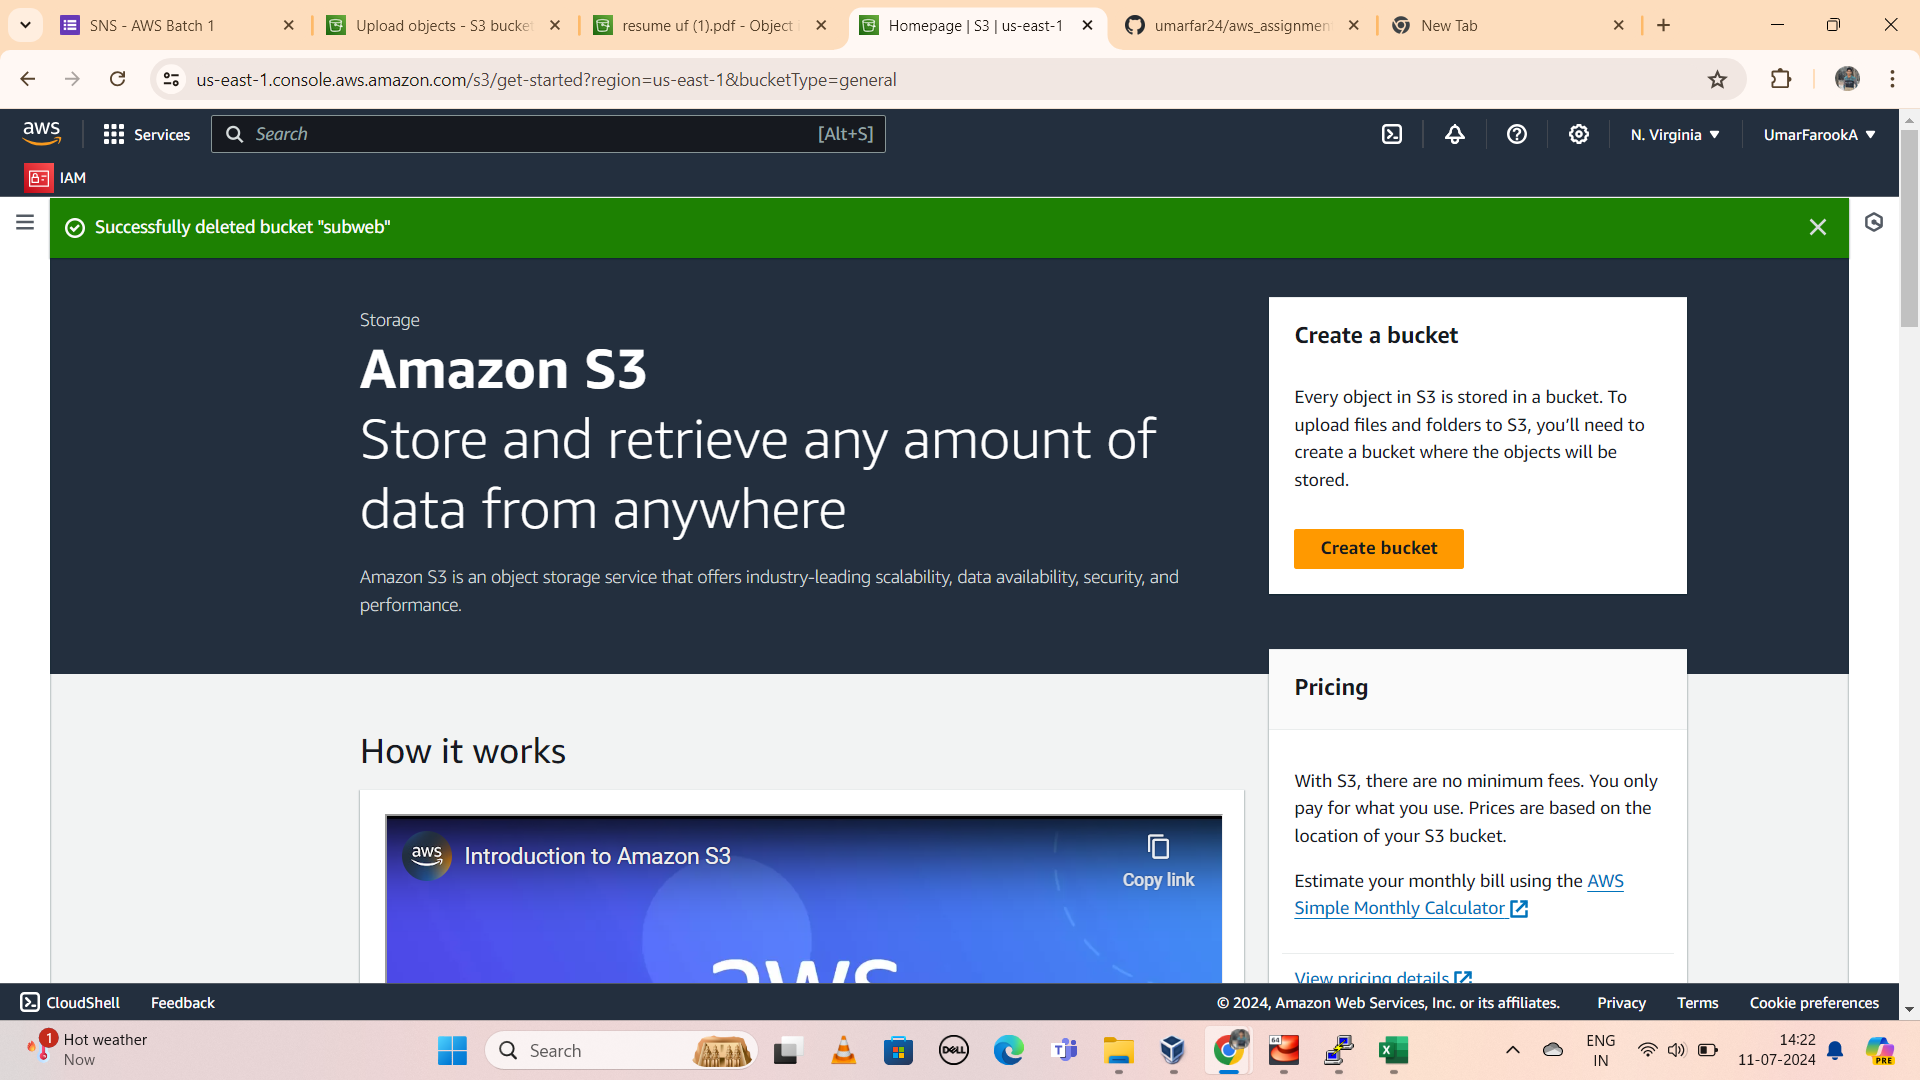 SNS - AWS Batch 1
Upload objects - S3 bucket
resume uf (1).pdf - Object i
Homepage | S3 | us-east-1
umarfar24/aws_assignment
New Tab
us-east-1.console.aws.amazon.com/s3/get-started?region=us-east-1&bucketType=general
aws
Services
Search
[Alt+S]
N. Virginia
UmarFarookA
IAM
Successfully deleted bucket "subweb"
Storage
Amazon S3
Store and retrieve any amount of
data from anywhere
Amazon S3 is an object storage service that offers industry-leading scalability, data availability, security, and
performance.
Create a bucket
Every object in S3 is stored in a bucket. To
upload files and folders to S3, you'll need to
create a bucket where the objects will be
stored.
Create bucket
Pricing
With S3, there are no minimum fees. You only
pay for what you use. Prices are based on the
location of your S3 bucket.
Estimate your monthly bill using the AWS
Simple Monthly Calculator
View pricing details
How it works
aws
Introduction to Amazon S3
Copy link
aws
CloudShell
Feedback
© 2024, Amazon Web Services, Inc. or its affiliates.
Privacy
Terms
Cookie preferences
1
Hot weather
Now
Search
DELL
64
ENG
IN
14:22
11-07-2024
PRE